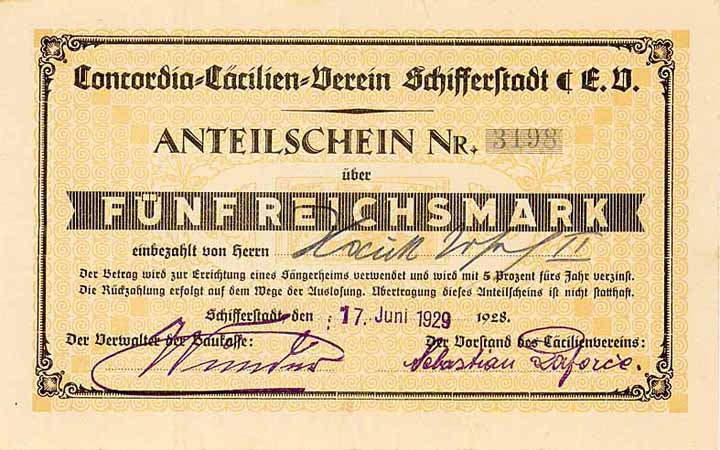 Concordia=Cäcilien=Verein Schifferstadt ₵ E. V.
ANTEILSCHEIN NR. 3498
über
FÜNF REICHSMARK
einbezahlt von Herrn II
Der Betrag wird zur Errichtung eines Sängerheims verwendet und wird mit 5 Prozent fürs Jahr verzinst.
Die Rückzahlung erfolgt auf dem Wege der Auslosung. Übertragung dieses Anteilscheins ist nicht statthaft.
Schifferstadt, den 17. Juni 1929 1928.
Der Verwalter der Baukasse: Der Vorstand des Cäcilienvereins:
Wunder Sebastian Laforce.